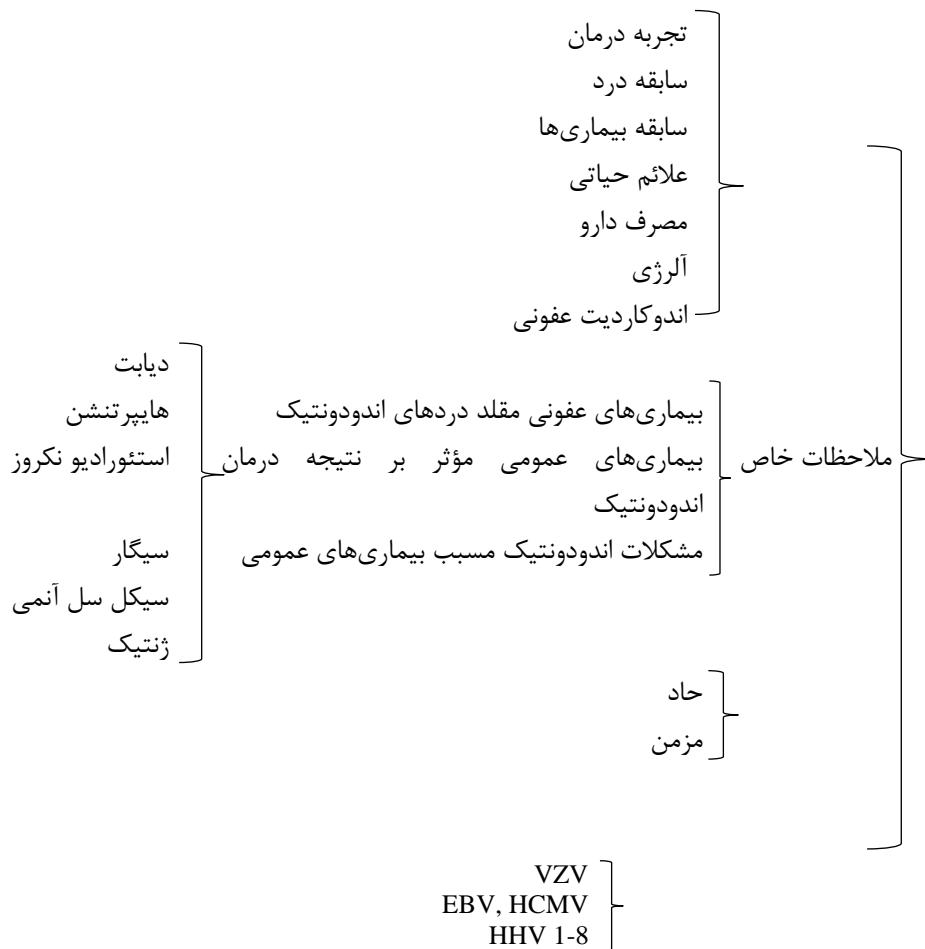 تجربه درمان
سابقه درد
سابقه بیماری‌ها
علائم حیاتی
مصرف دارو
آلرژی
اندوکاردیت عفونی
ملاحظات خاص
بیماری‌های عفونی مقلد دردهای اندودونتیک
بیماری‌های عمومی مؤثر بر نتیجه درمان
اندودونتیک
مشکلات اندودونتیک مسبب بیماری‌های عمومی
دیابت
هایپرتنشن
استئورادیو نکروز
سیگار
سیکل سل آنمی
ژنتیک
حاد
مزمن
VZV
EBV, HCMV
HHV 1-8